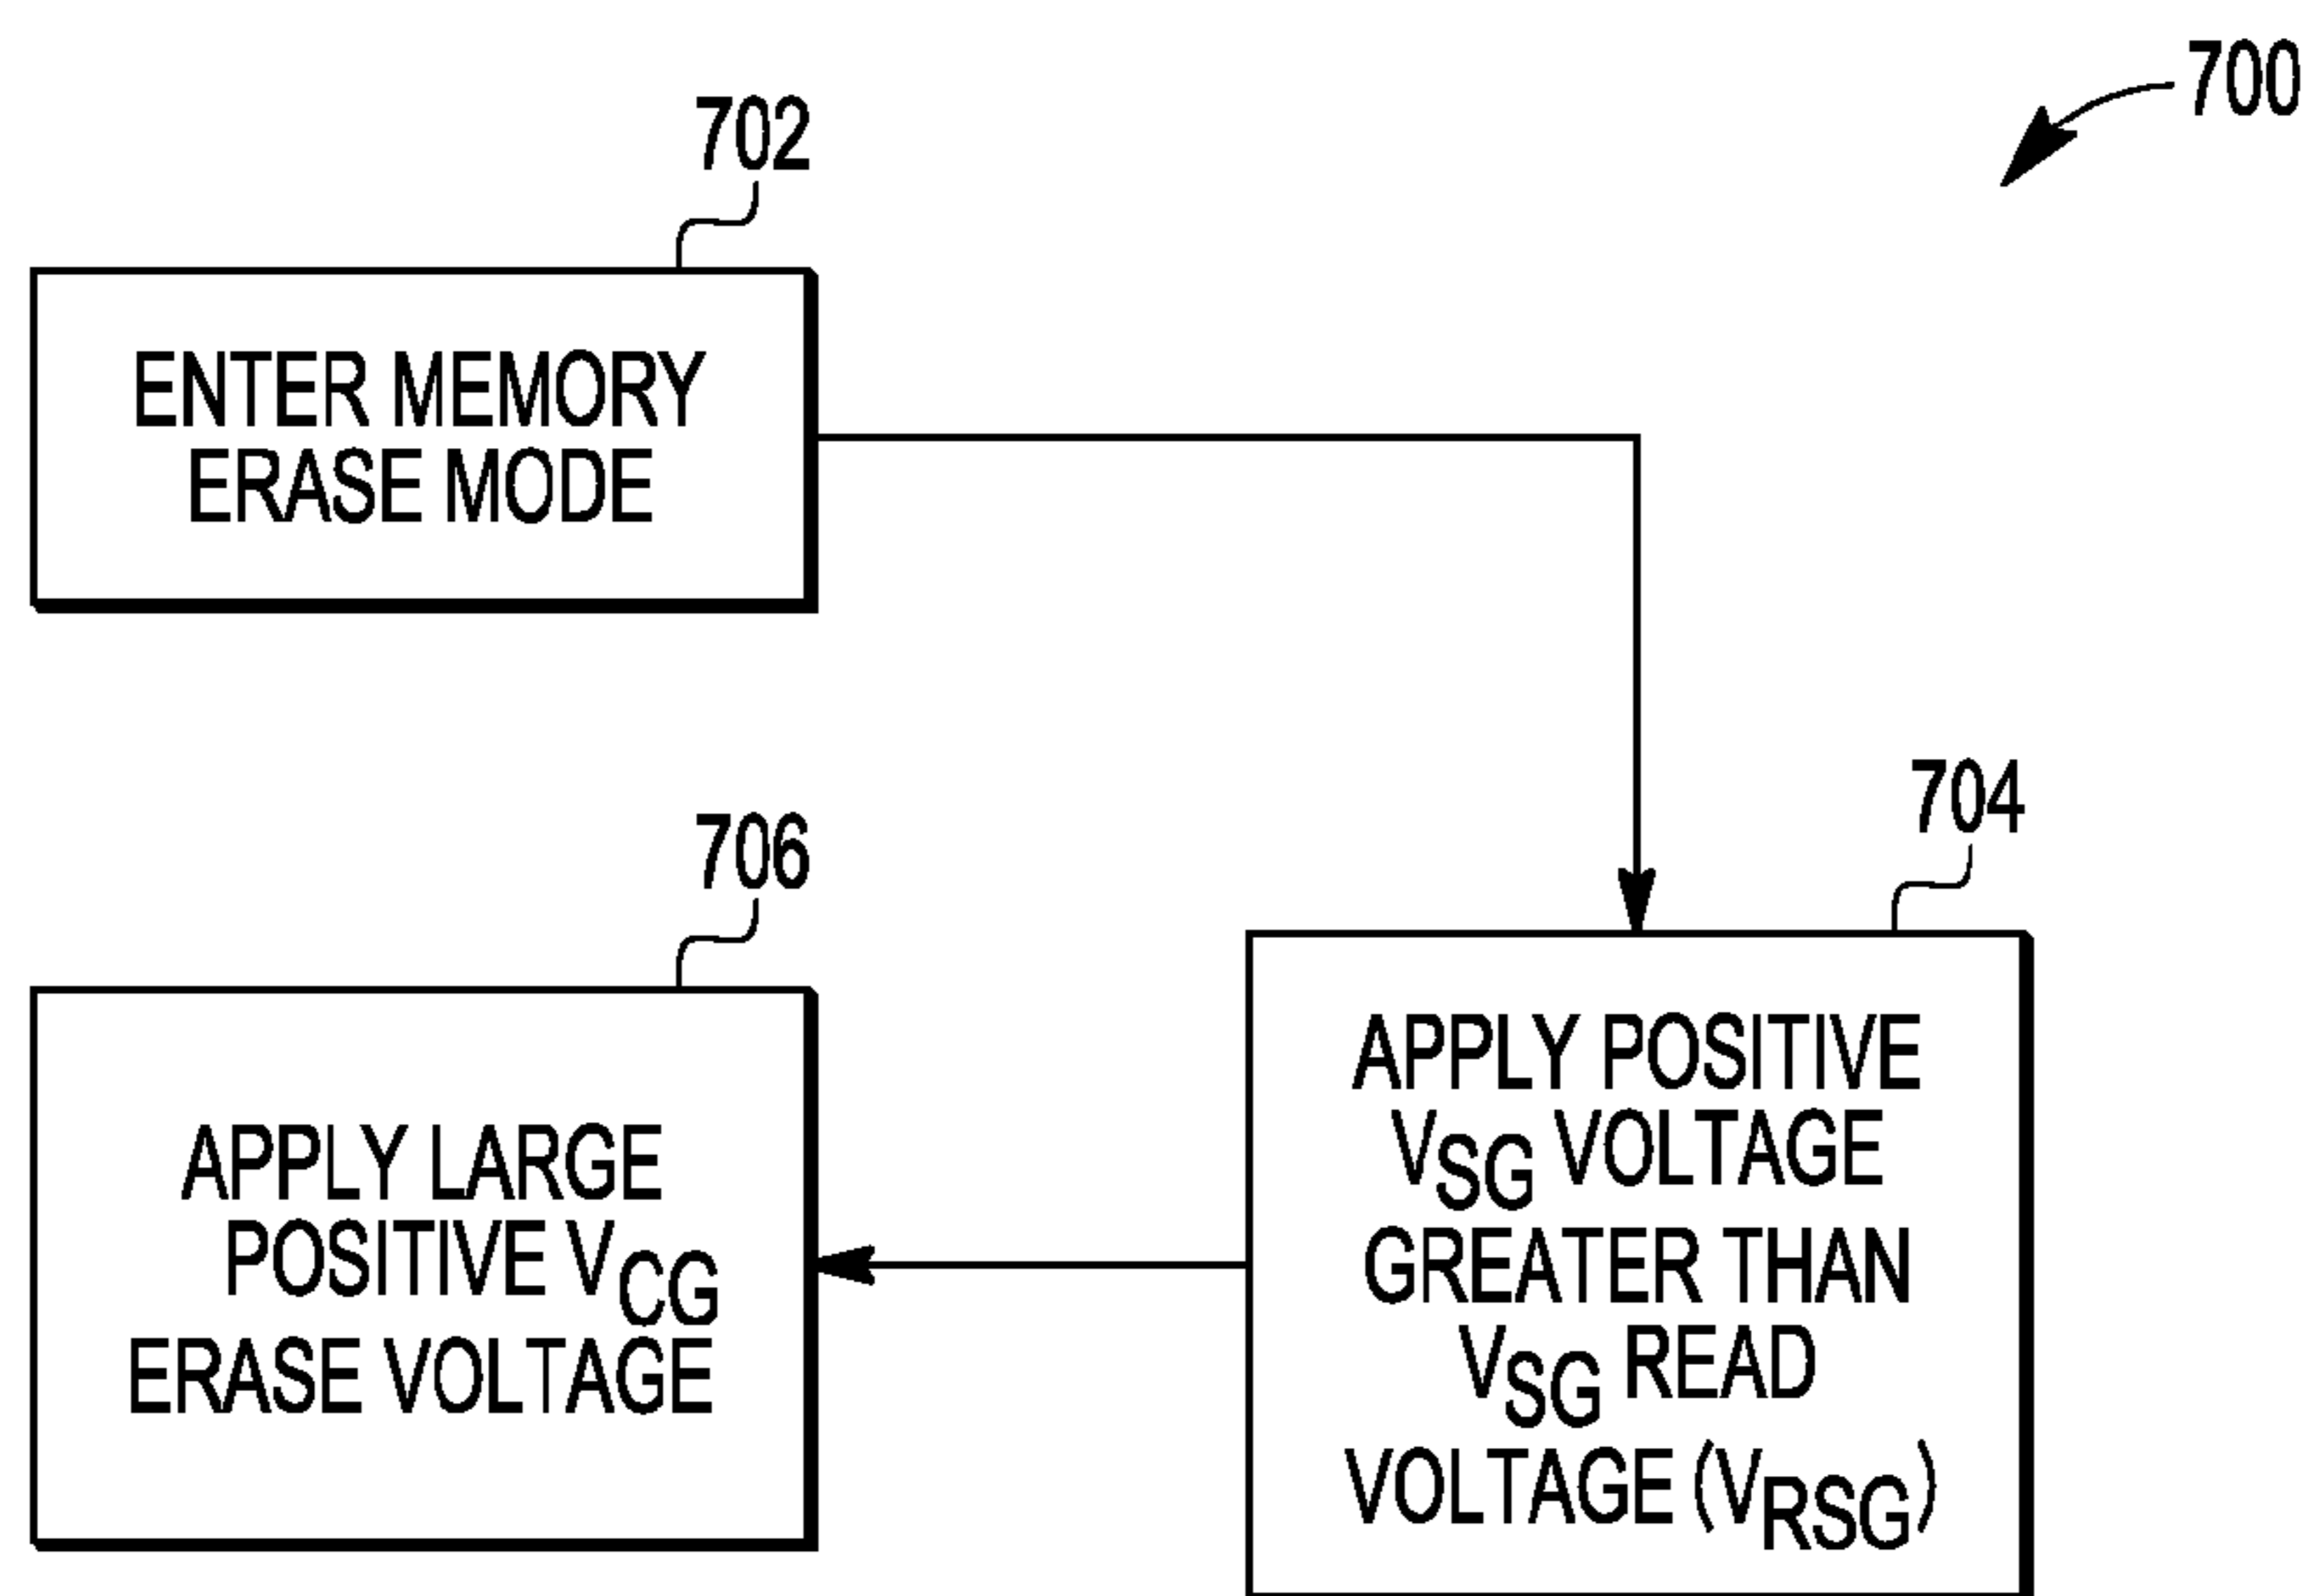 700
702
ENTER MEMORY
ERASE MODE
704
APPLY POSITIVE
VSG VOLTAGE
GREATER THAN
VSG READ
VOLTAGE (VRSG)
706
APPLY LARGE
POSITIVE VCG
ERASE VOLTAGE